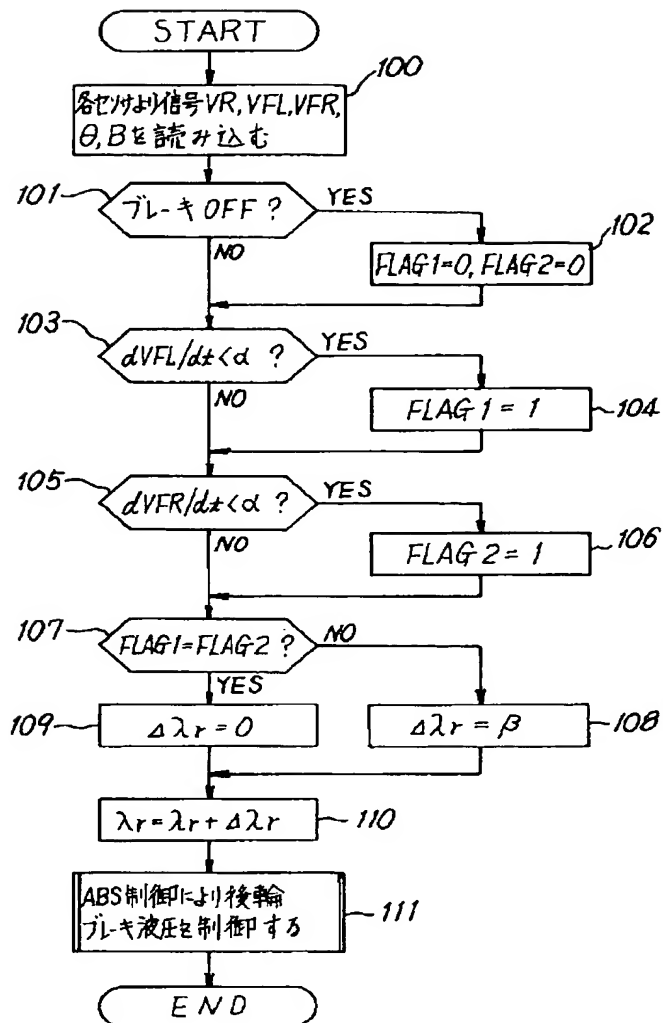 START
100
各センサより信号VR,VFL,VFR,
θ,Bを読み込む
101
ブレーキOFF?
YES
NO
102
FLAG1=0,FLAG2=0
103
dVFL/dt<α ?
YES
NO
FLAG 1 = 1
104
105
dVFR/dt<α ?
YES
NO
FLAG 2 = 1
106
107
FLAG1=FLAG2 ?
NO
YES
109
Δλr = 0
Δλr = β
108
λr=λr+Δλr
110
ABS制御により後輪
ブレーキ液圧を制御する
111
END